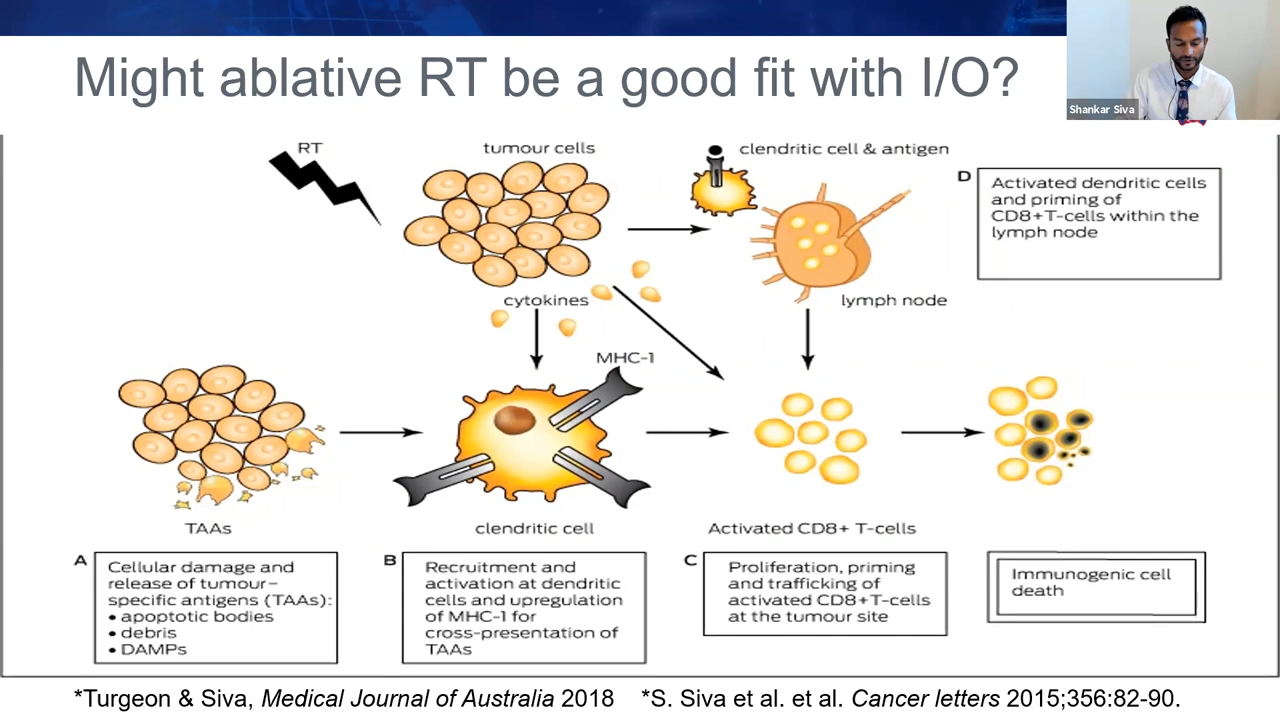 Might ablative RT be a good fit with I/O?
Shankar Siva
RT
tumour cells
clendritic cell & antigen
D
Activated dendritic cells
and priming of
CD8+T-cells within the
lymph node
cytokines
lymph node
MHC-1
TAAs
clendritic cell
Activated CD8+ T-cells
A
Cellular damage and
release of tumour–
specific antigens (TAAs):
• apoptotic bodies
• debris
• DAMPs
B
Recruitment and
activation at dendritic
cells and upregulation
of MHC-1 for
cross-presentation of
TAAs
C
Proliferation, priming
and trafficking of
activated CD8+T-cells
at the tumour site
Immunogenic cell
death
*Turgeon & Siva, Medical Journal of Australia 2018 *S. Siva et al. et al. Cancer letters 2015;356:82-90.